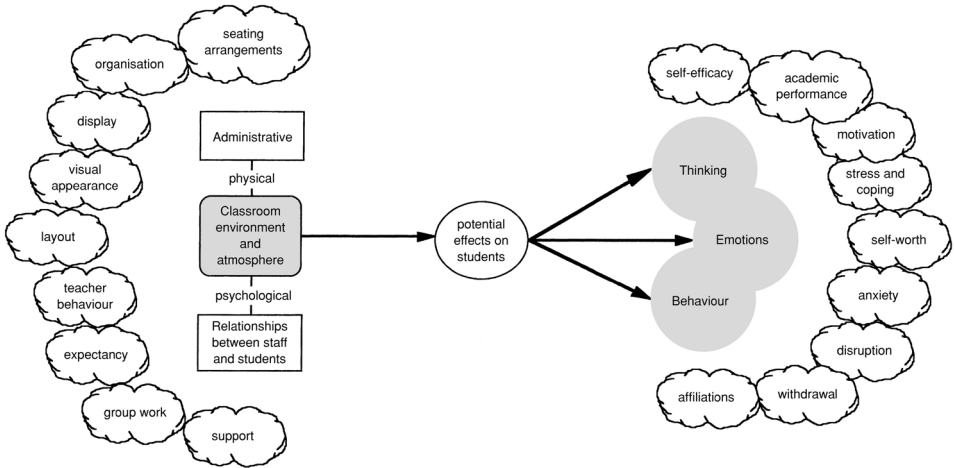 seating
arrangements
organisation
display
visual
appearance
layout
teacher
behaviour
expectancy
group work
support
Administrative
physical
Classroom
environment
and
atmosphere
psychological
Relationships
between staff
and students
potential
effects on
students
Thinking
Emotions
Behaviour
self-efficacy
academic
performance
motivation
stress and
coping
self-worth
anxiety
disruption
withdrawal
affiliations